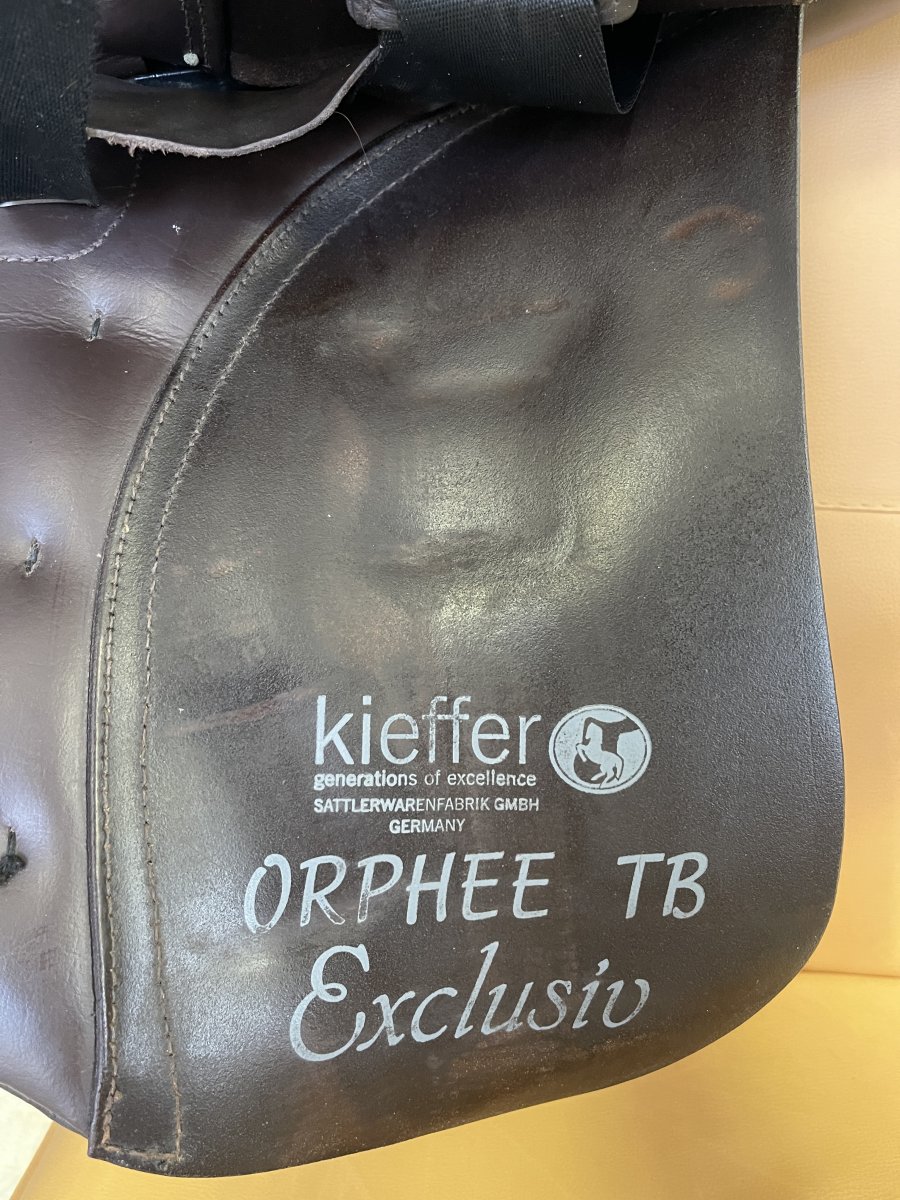 kieffer
generations of excellence
SATTLERWARENFABRIK GMBH
GERMANY
ORPHEE TB
Exclusiv